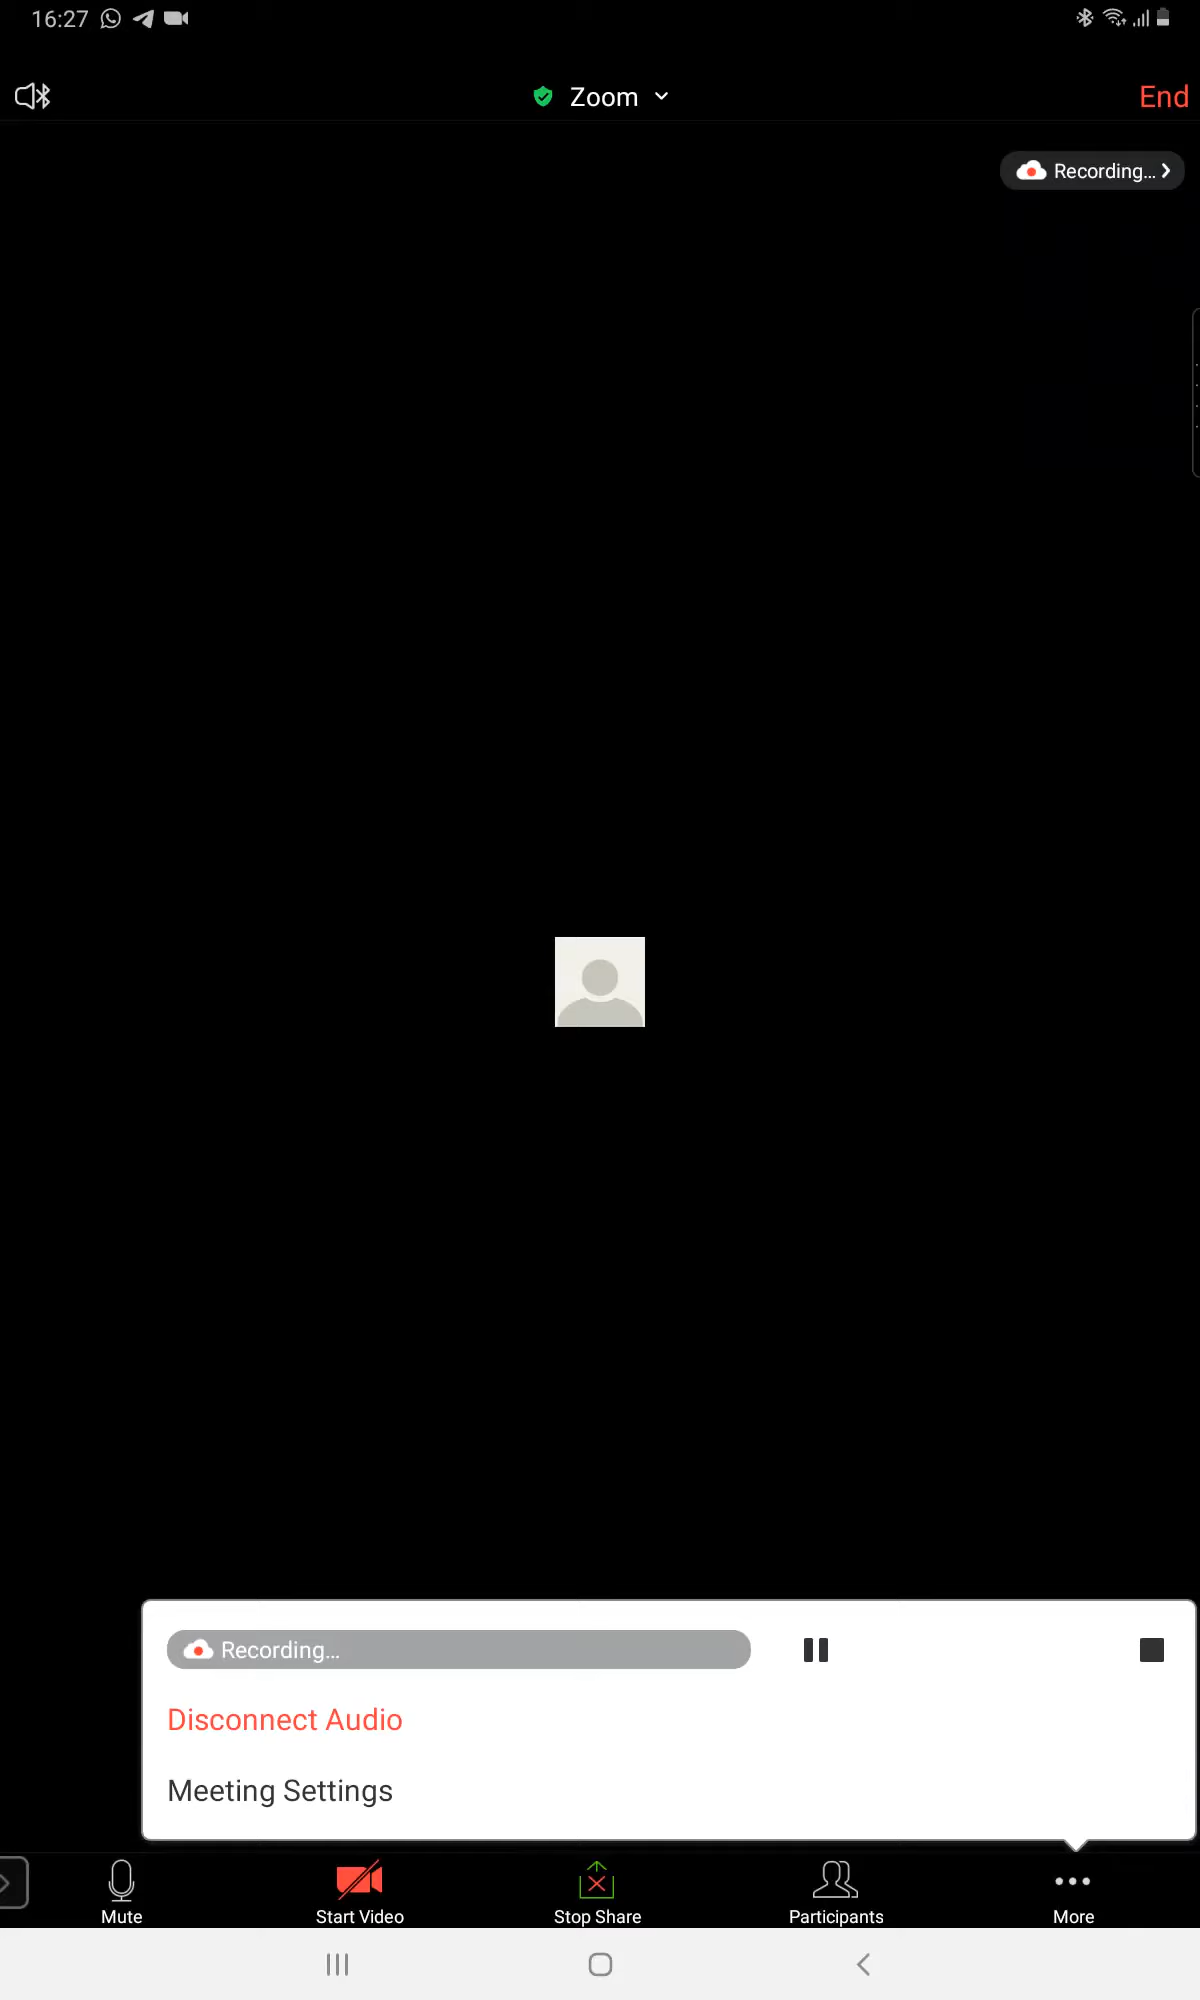 16:27
Zoom
End
Recording...
Recording...
Disconnect Audio
Meeting Settings
Mute
Start Video
Stop Share
Participants
More